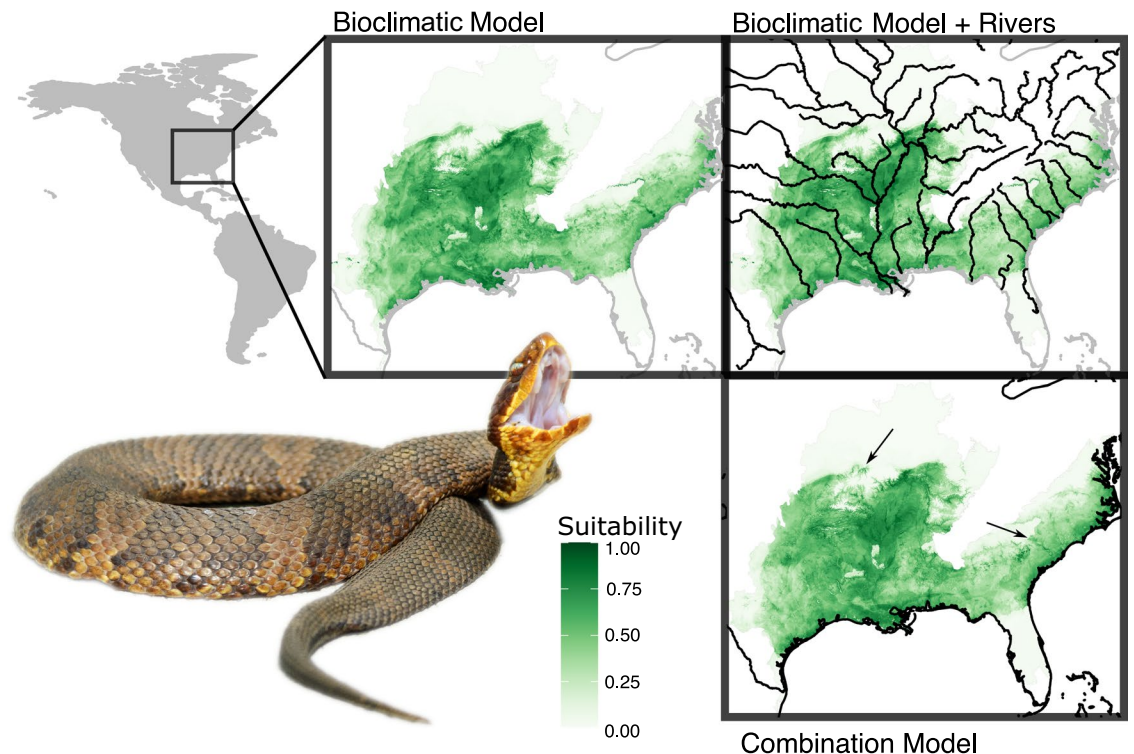 Bioclimatic Model
Bioclimatic Model + Rivers
Suitability
1.00
0.75
0.50
0.25
0.00
Combination Model